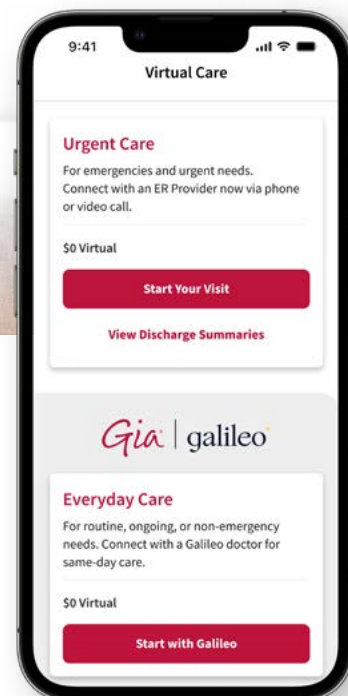 9:41
Virtual Care
Urgent Care
For emergencies and urgent needs.
Connect with an ER Provider now via phone
or video call.
$0 Virtual
Start Your Visit
View Discharge Summaries
Gia | galileo
Everyday Care
For routine, ongoing, or non-emergency
needs. Connect with a Galileo doctor for
same-day care.
$0 Virtual
Start with Galileo